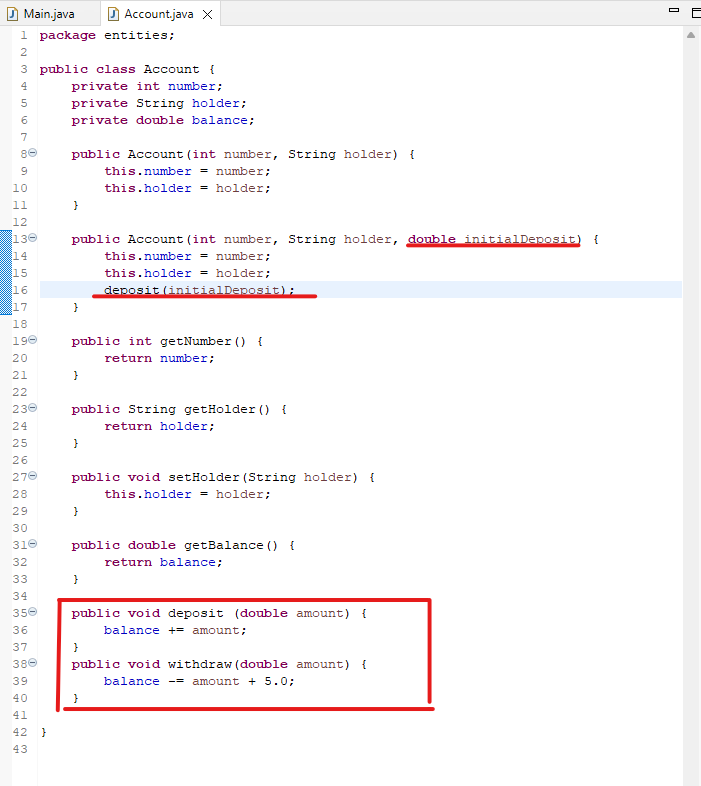 Main.java
Account.java
1 package entities;
2
3 public class Account {
4 private int number;
5 private String holder;
6 private double balance;
7
8 public Account(int number, String holder) {
9 this.number = number;
10 this.holder = holder;
11 }
12
13 public Account(int number, String holder, double initialDeposit) {
14 this.number = number;
15 this.holder = holder;
16 deposit(initialDeposit);
17 }
18
19 public int getNumber() {
20 return number;
21 }
22
23 public String getHolder() {
24 return holder;
25 }
26
27 public void setHolder(String holder) {
28 this.holder = holder;
29 }
30
31 public double getBalance() {
32 return balance;
33 }
34
35 public void deposit (double amount) {
36 balance += amount;
37 }
38 public void withdraw(double amount) {
39 balance -= amount + 5.0;
40 }
41
42 }
43